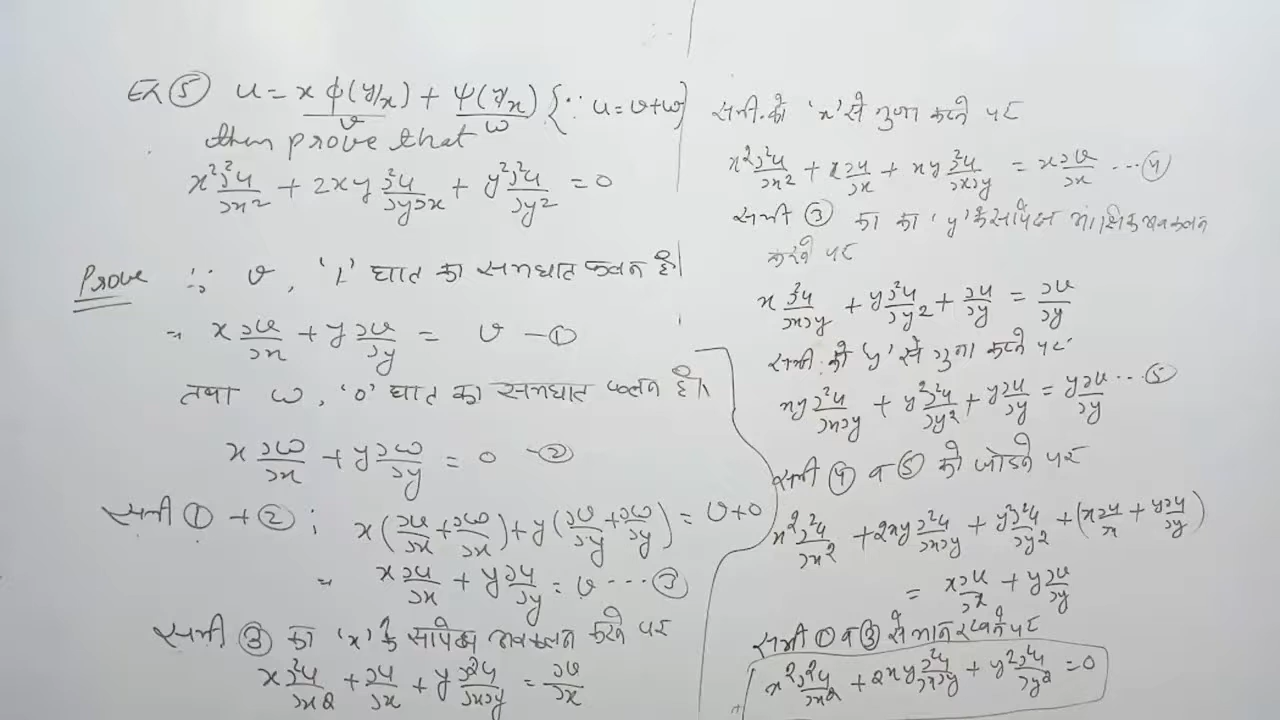 Ex ⑤ u = x ϕ(y/x) + ψ(y/x) {∵ u = v+w}
v w
then prove that
x² ∂²u/∂x² + 2xy ∂²u/∂y∂x + y² ∂²u/∂y² = 0
Prove ∵ v, '1' घात का समघात फलन है।
⇒ x ∂v/∂x + y ∂v/∂y = v —①
तथा w, '0' घात का समघात फलन है।
x ∂w/∂x + y ∂w/∂y = 0 —②
समी ① + ② ; x(∂v/∂x + ∂w/∂x) + y(∂v/∂y + ∂w/∂y) = v+0
= x ∂u/∂x + y ∂u/∂y = v ....③
समी ③ का 'x' के सापेक्ष अवकलन करने पर
x ∂²u/∂x² + ∂u/∂x + y ∂²u/∂x∂y = ∂v/∂x
समी. को 'x' से गुणा करने पर
x² ∂²u/∂x² + x ∂u/∂x + xy ∂²u/∂x∂y = x ∂v/∂x ...④
समी ③ का का 'y' के सापेक्ष आंशिक अवकलन
करने पर
x ∂²u/∂x∂y + y ∂²u/∂y² + ∂u/∂y = ∂v/∂y
समी. को 'y' से गुणा करने पर
xy ∂²u/∂x∂y + y² ∂²u/∂y² + y ∂u/∂y = y ∂v/∂y ...⑤
समी ④ व ⑤ को जोडने पर
x² ∂²u/∂x² + 2xy ∂²u/∂x∂y + y² ∂²u/∂y² + (x ∂u/x + y ∂u/∂y)
= x ∂v/∂x + y ∂v/∂y
समी ① व ③ से मान रखने पर
x² ∂²u/∂x² + 2xy ∂²u/∂x∂y + y² ∂²u/∂y² = 0